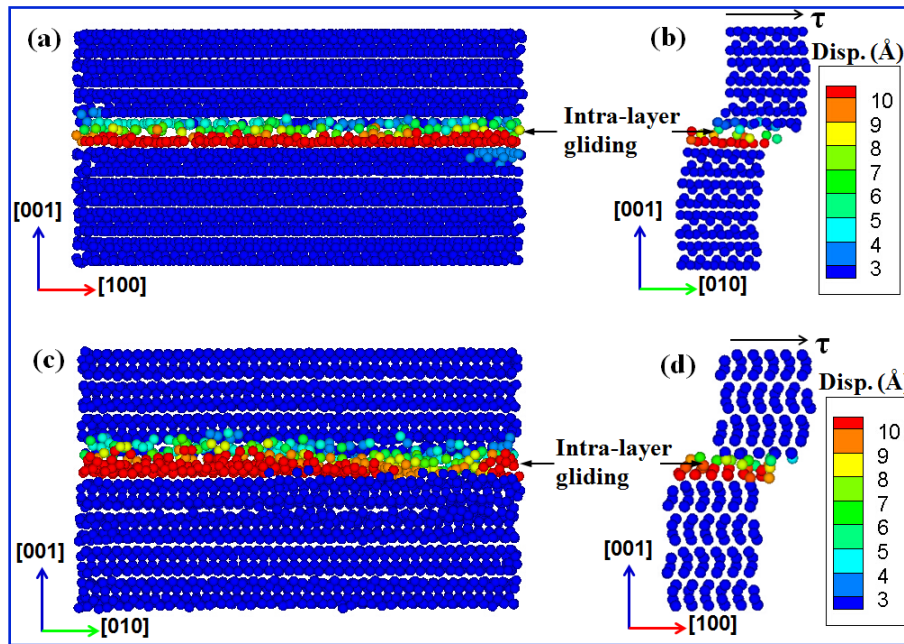 (a)
(b)
τ
Disp. (Å)
10
9
8
7
6
5
4
3
Intra-layer
gliding
[001]
[100]
[001]
[010]
(c)
(d)
τ
Disp. (Å)
10
9
8
7
6
5
4
3
Intra-layer
gliding
[001]
[010]
[001]
[100]